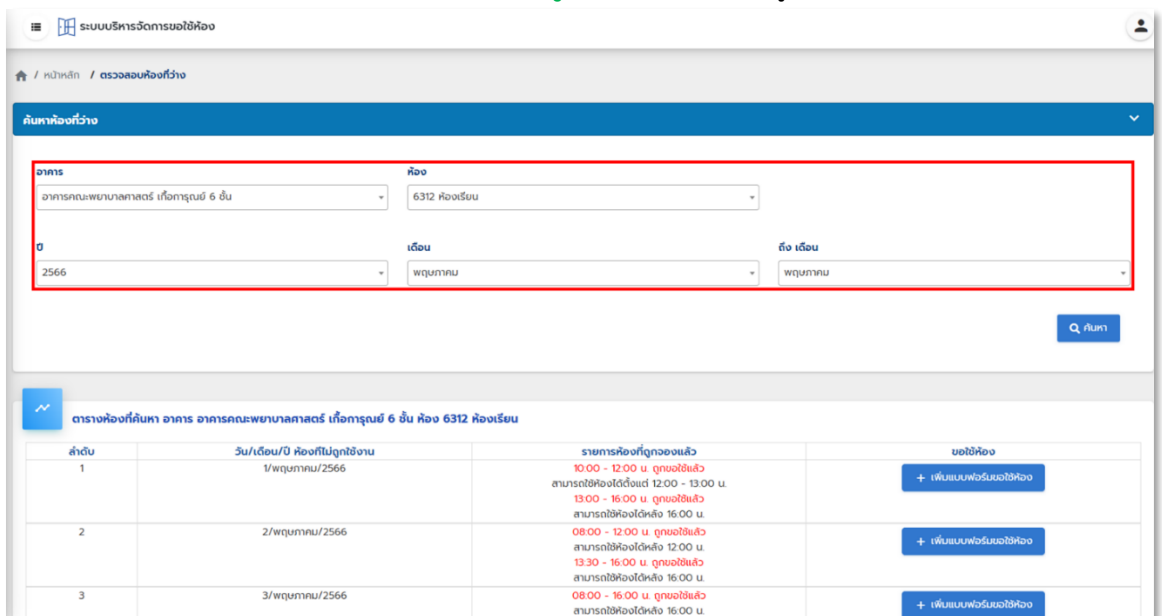 ระบบบริหารจัดการขอใช้ห้อง
/ หน้าหลัก / ตรวจสอบห้องที่ว่าง
ค้นหาห้องที่ว่าง
อาคาร ห้อง
อาคารคณะพยาบาลศาสตร์ เกื้อการุณย์ 6 ชั้น 6312 ห้องเรียน
ปี เดือน ถึง เดือน
2566 พฤษภาคม พฤษภาคม
ค้นหา
ตารางห้องที่ค้นหา อาคาร อาคารคณะพยาบาลศาสตร์ เกื้อการุณย์ 6 ชั้น ห้อง 6312 ห้องเรียน
ลำดับ วัน/เดือน/ปี ห้องที่ไม่ถูกใช้งาน รายการห้องที่ถูกจองแล้ว ขอใช้ห้อง
1 1/พฤษภาคม/2566 10:00 - 12:00 น. ถูกขอใช้แล้ว + เพิ่มแบบฟอร์มขอใช้ห้อง
สามารถใช้ห้องได้ตั้งแต่ 12:00 - 13:00 น.
13:00 - 16:00 น. ถูกขอใช้แล้ว
สามารถใช้ห้องได้หลัง 16:00 น.
2 2/พฤษภาคม/2566 08:00 - 12:00 น. ถูกขอใช้แล้ว + เพิ่มแบบฟอร์มขอใช้ห้อง
สามารถใช้ห้องได้หลัง 12:00 น.
13:30 - 16:00 น. ถูกขอใช้แล้ว
สามารถใช้ห้องได้หลัง 16:00 น.
3 3/พฤษภาคม/2566 08:00 - 16:00 น. ถูกขอใช้แล้ว + เพิ่มแบบฟอร์มขอใช้ห้อง
สามารถใช้ห้องได้หลัง 16:00 น.